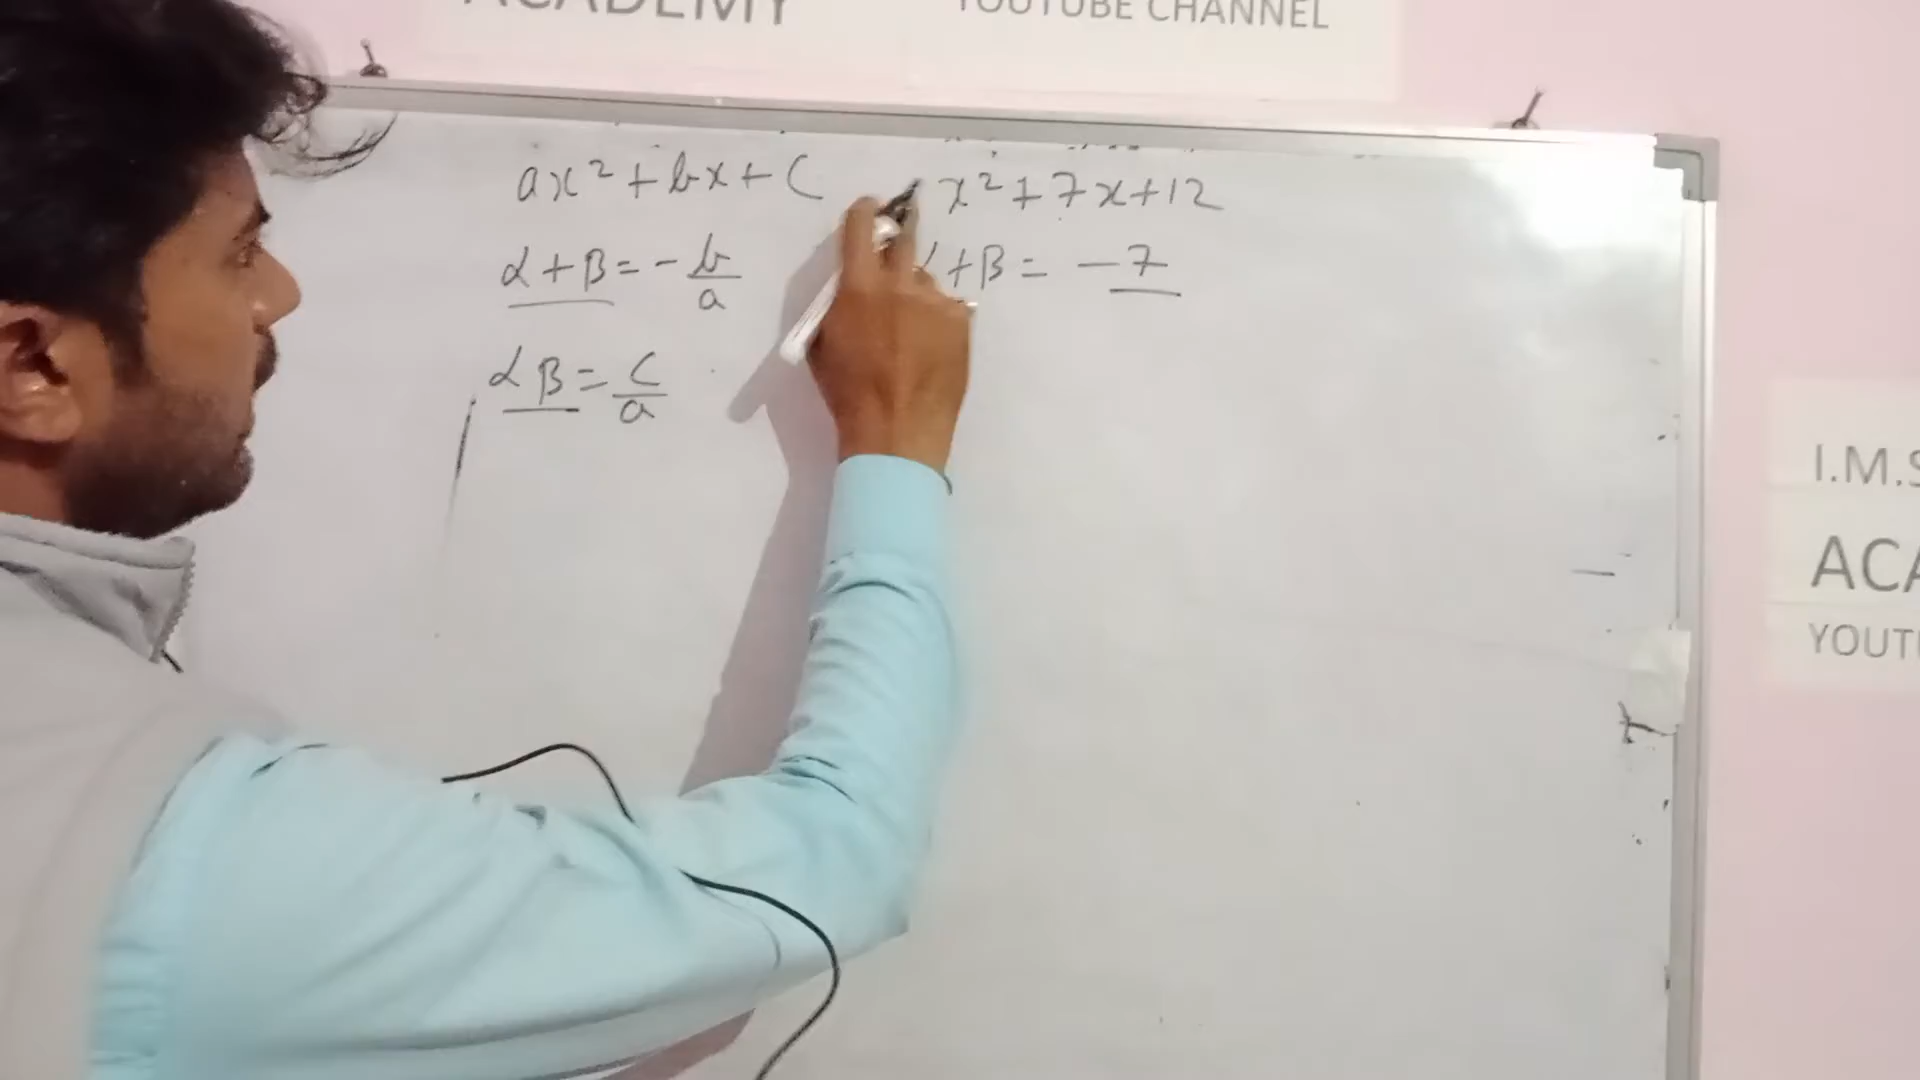 ACADEMY
YOUTUBE CHANNEL
ax² + bx + C
α + β = - b/a
αβ = C/a
x² + 7x + 12
+ β = - 7
I.M.S
ACA
YOUT